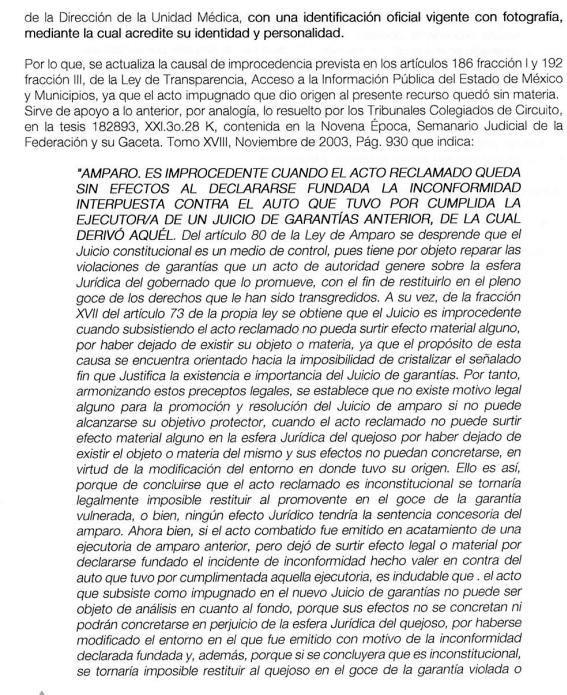 de la Dirección de la Unidad Médica, con una identificación oficial vigente con fotografía,
mediante la cual acredite su identidad y personalidad.
Por lo que, se actualiza la causal de improcedencia prevista en los artículos 186 fracción I y 192
fracción III, de la Ley de Transparencia, Acceso a la Información Pública del Estado de México
y Municipios, ya que el acto impugnado que dio origen al presente recurso quedó sin materia.
Sirve de apoyo a lo anterior, por analogía, lo resuelto por los Tribunales Colegiados de Circuito,
en la tesis 182893, XXI.3o.28 K, contenida en la Novena Época, Semanario Judicial de la
Federación y su Gaceta. Tomo XVIII, Noviembre de 2003, Pág. 930 que indica:
"AMPARO. ES IMPROCEDENTE CUANDO EL ACTO RECLAMADO QUEDA
SIN EFECTOS AL DECLARARSE FUNDADA LA INCONFORMIDAD
INTERPUESTA CONTRA EL AUTO QUE TUVO POR CUMPLIDA LA
EJECUTOR/A DE UN JUICIO DE GARANTÍAS ANTERIOR, DE LA CUAL
DERIVÓ AQUÉL. Del artículo 80 de la Ley de Amparo se desprende que el
Juicio constitucional es un medio de control, pues tiene por objeto reparar las
violaciones de garantías que un acto de autoridad genere sobre la esfera
Jurídica del gobernado que lo promueve, con el fin de restituirlo en el pleno
goce de los derechos que le han sido transgredidos. A su vez, de la fracción
XVII del artículo 73 de la propia ley se obtiene que el Juicio es improcedente
cuando subsistiendo el acto reclamado no pueda surtir efecto material alguno,
por haber dejado de existir su objeto o materia, ya que el propósito de esta
causa se encuentra orientado hacia la imposibilidad de cristalizar el señalado
fin que Justifica la existencia e importancia del Juicio de garantías. Por tanto,
armonizando estos preceptos legales, se establece que no existe motivo legal
alguno para la promoción y resolución del Juicio de amparo si no puede
alcanzarse su objetivo protector, cuando el acto reclamado no puede surtir
efecto material alguno en la esfera Jurídica del quejoso por haber dejado de
existir el objeto o materia del mismo y sus efectos no puedan concretarse, en
virtud de la modificación del entorno en donde tuvo su origen. Ello es así,
porque de concluirse que el acto reclamado es inconstitucional se tornaría
legalmente imposible restituir al promovente en el goce de la garantía
vulnerada, o bien, ningún efecto Jurídico tendría la sentencia concesoria del
amparo. Ahora bien, si el acto combatido fue emitido en acatamiento de una
ejecutoria de amparo anterior, pero dejó de surtir efecto legal o material por
declararse fundado el incidente de inconformidad hecho valer en contra del
auto que tuvo por cumplimentada aquella ejecutoria, es indudable que . el acto
que subsiste como impugnado en el nuevo Juicio de garantías no puede ser
objeto de análisis en cuanto al fondo, porque sus efectos no se concretan ni
podrán concretarse en perjuicio de la esfera Jurídica del quejoso, por haberse
modificado el entorno en el que fue emitido con motivo de la inconformidad
declarada fundada y, además, porque si se concluyera que es inconstitucional,
se tornaría imposible restituir al quejoso en el goce de la garantía violada o